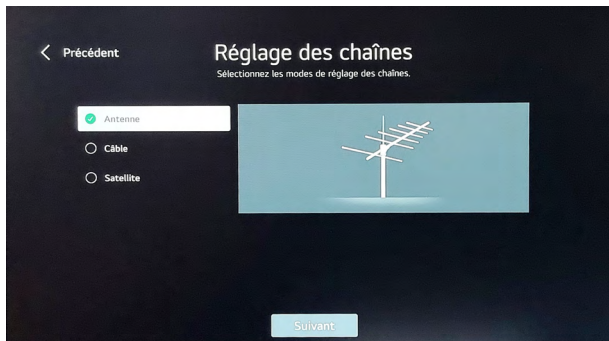 Précédent
Réglage des chaînes
Sélectionnez les modes de réglage des chaînes.
Antenne
Câble
Satellite
Suivant